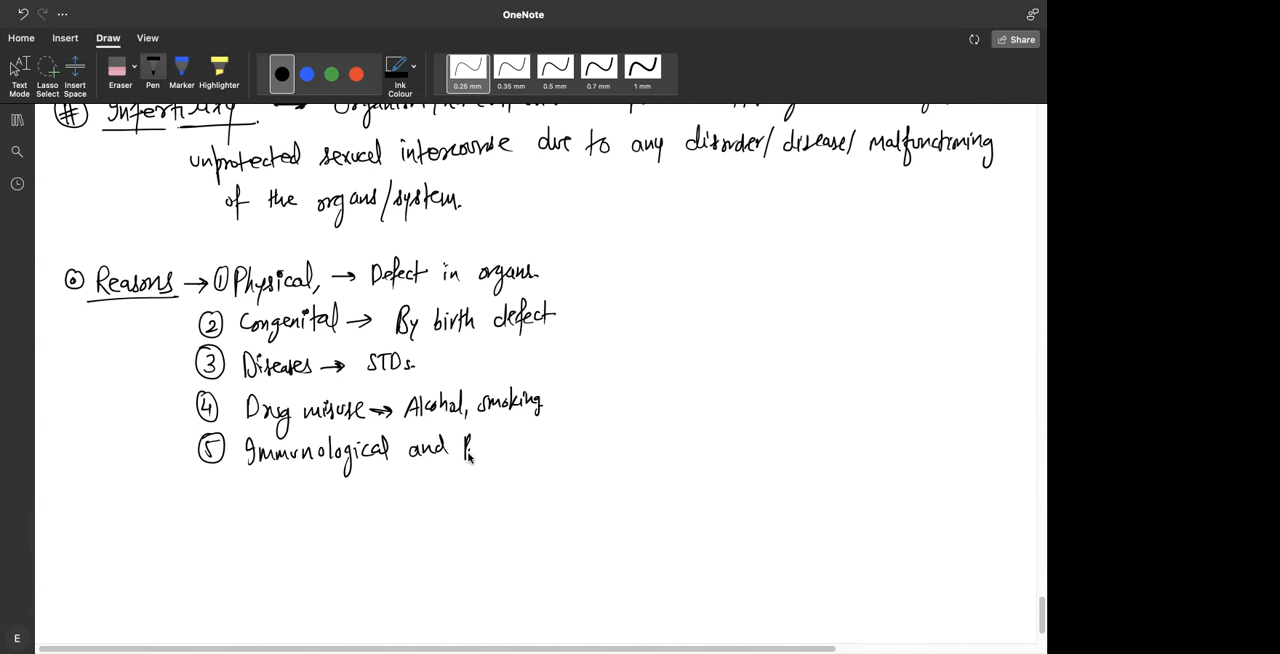 OneNote
Home Insert Draw View
Share
Text Mode
Lasso Select
Insert Space
Eraser
Pen
Marker
Highlighter
Ink Colour
0.25 mm
0.35 mm
0.5 mm
0.7 mm
1 mm
# Infertility →
unprotected sexual intercourse due to any disorder/disease/malfunctioning
of the organs/system.
Reasons → ① Physical, → Defect in organs.
② Congenital → By birth defect
③ Diseases → STDs.
④ Drug misuse → Alcohal, smoking
⑤ Immunological and
E